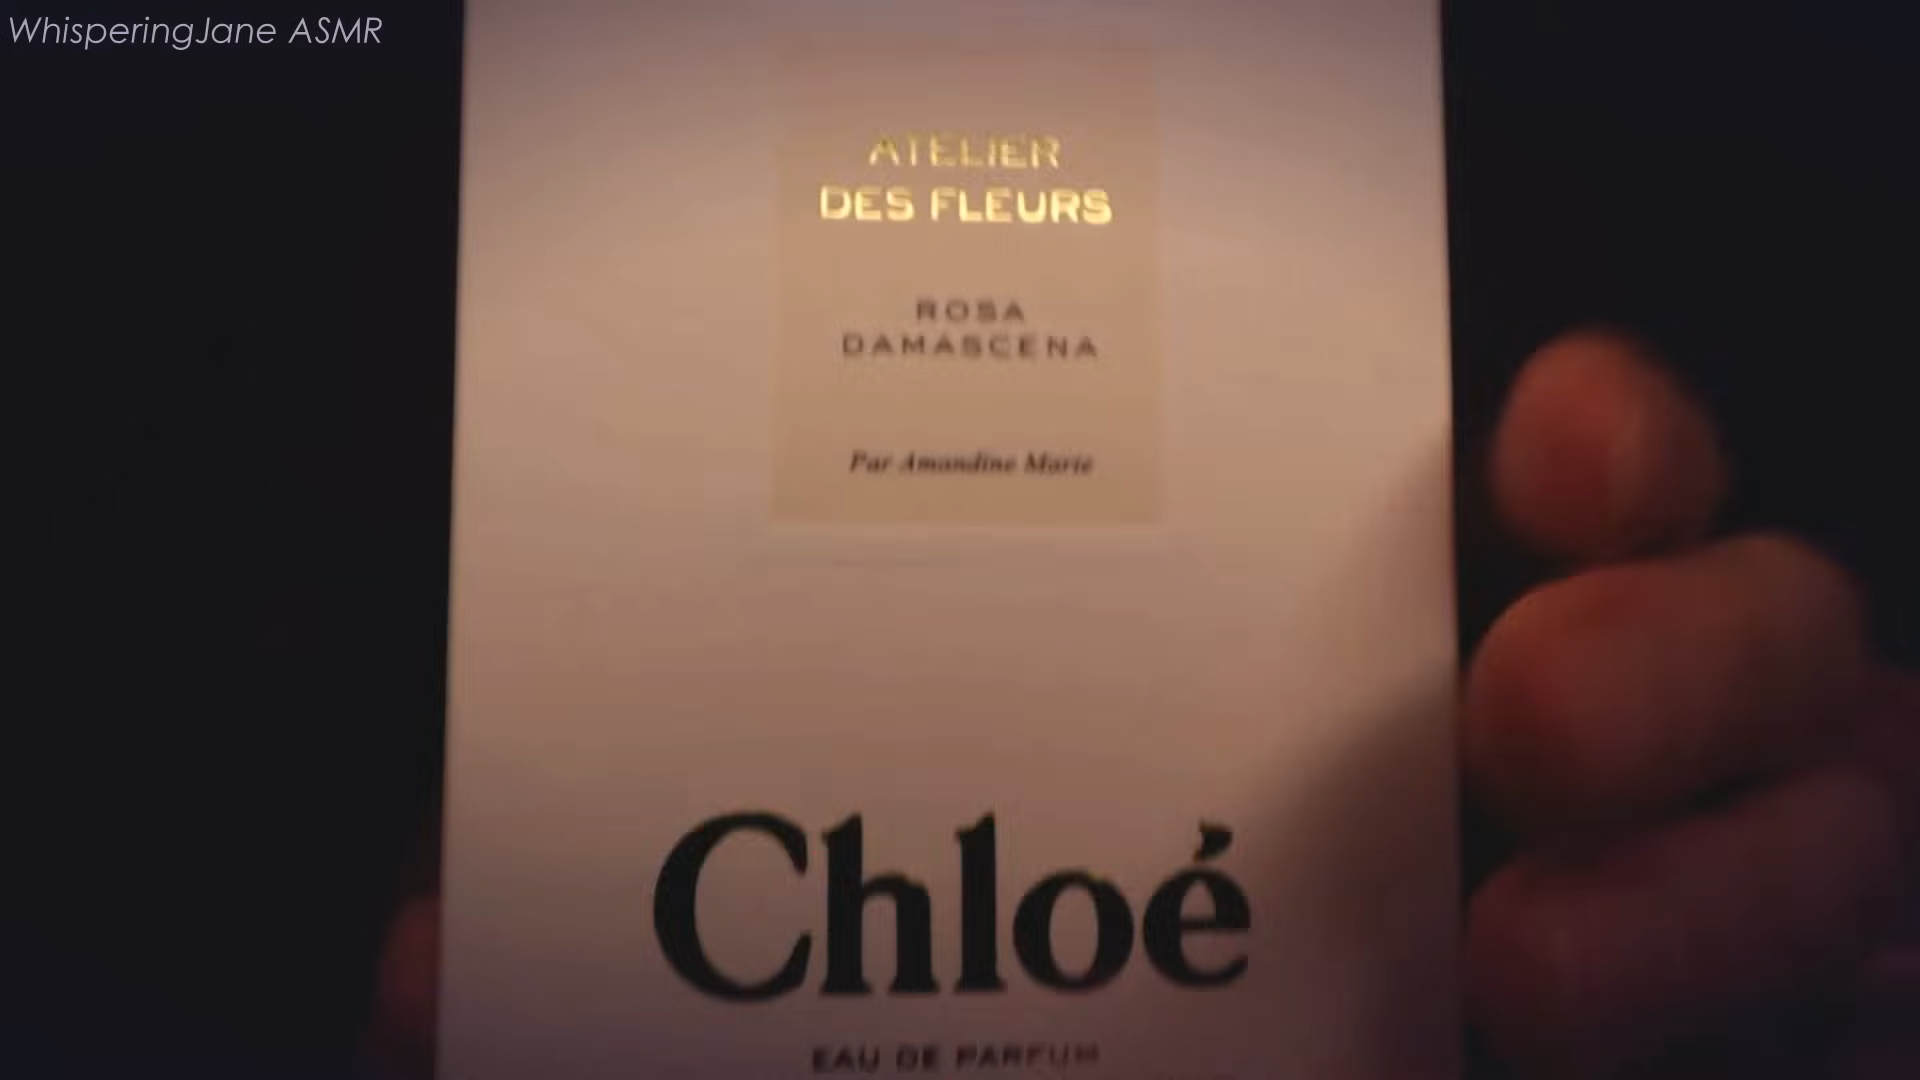 WhisperingJane ASMR
ATELIER
DES FLEURS
ROSA
DAMASCENA
Par Amandine Marie
Chloé
EAU DE PARFUM